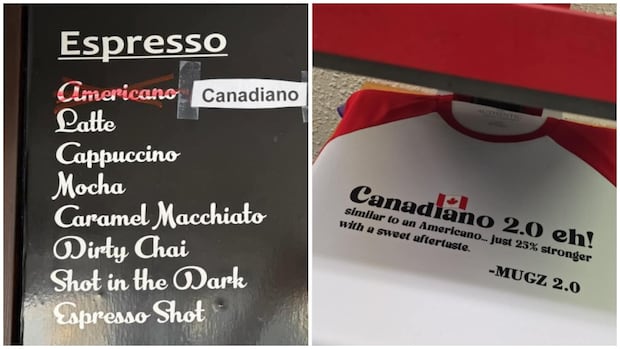 Espresso
Americano
Canadiano
Latte
Cappuccino
Mocha
Caramel Macchiato
Dirty Chai
Shot in the Dark
Espresso Shot
Canadiano 2.0 eh!
similar to an Americano... just 25% stronger
with a sweet aftertaste.
-MUGZ 2.0